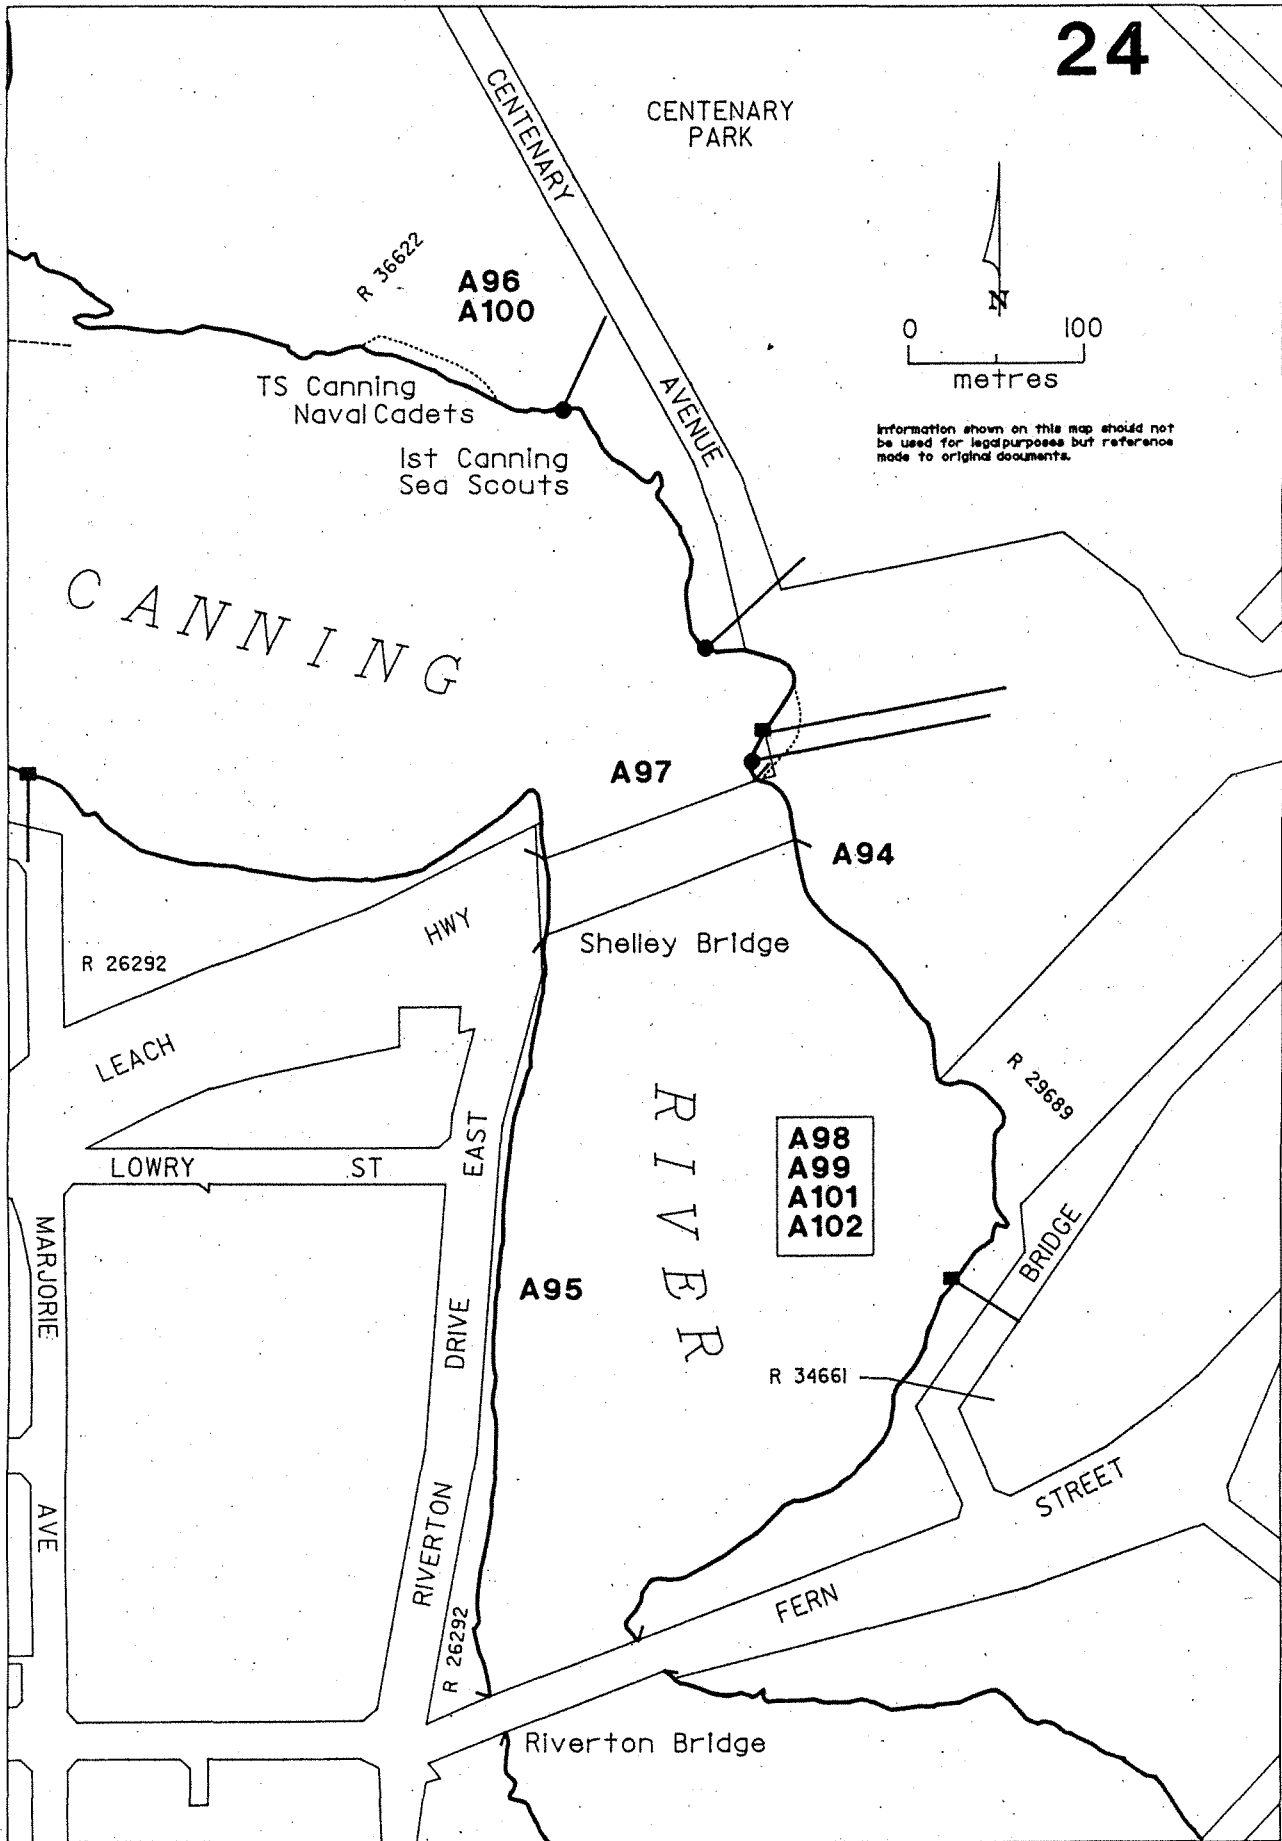 24
CENTENARY
PARK
CENTENARY
AVENUE
R 36622
A96
A100
N
0 100
metres
TS Canning
Naval Cadets
1st Canning
Sea Scouts
Information shown on this map should not
be used for legal purposes but reference
made to original documents.
CANNING
A97
A94
HWY
Shelley Bridge
R 26292
LEACH
R 29689
RIVER
A98
A99
A101
A102
LOWRY ST
EAST
MARJORIE
BRIDGE
A95
DRIVE
R 34661
STREET
AVE
RIVERTON
FERN
R 26292
Riverton Bridge